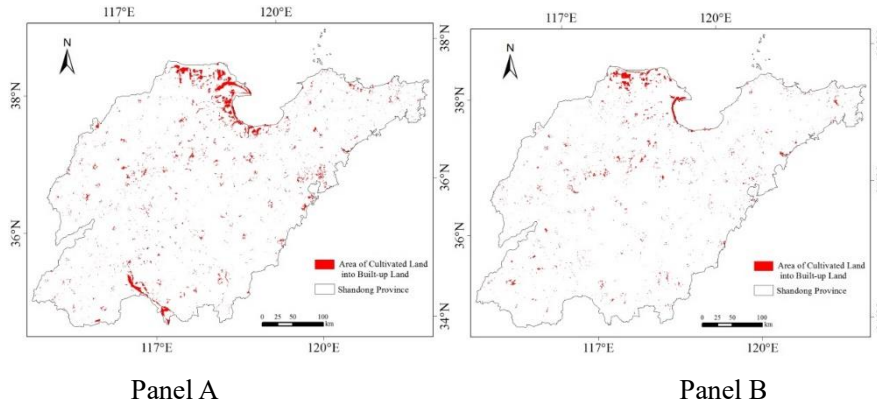 117°E 120°E
N
38°N
38°N
36°N
36°N
34°N
Area of Cultivated Land
into Built-up Land
Shandong Province
0 25 50 100
km
117°E 120°E
Panel A
117°E 120°E
N
38°N
38°N
36°N
36°N
34°N
Area of Cultivated Land
into Built-up Land
Shandong Province
0 25 50 100
km
117°E 120°E
Panel B